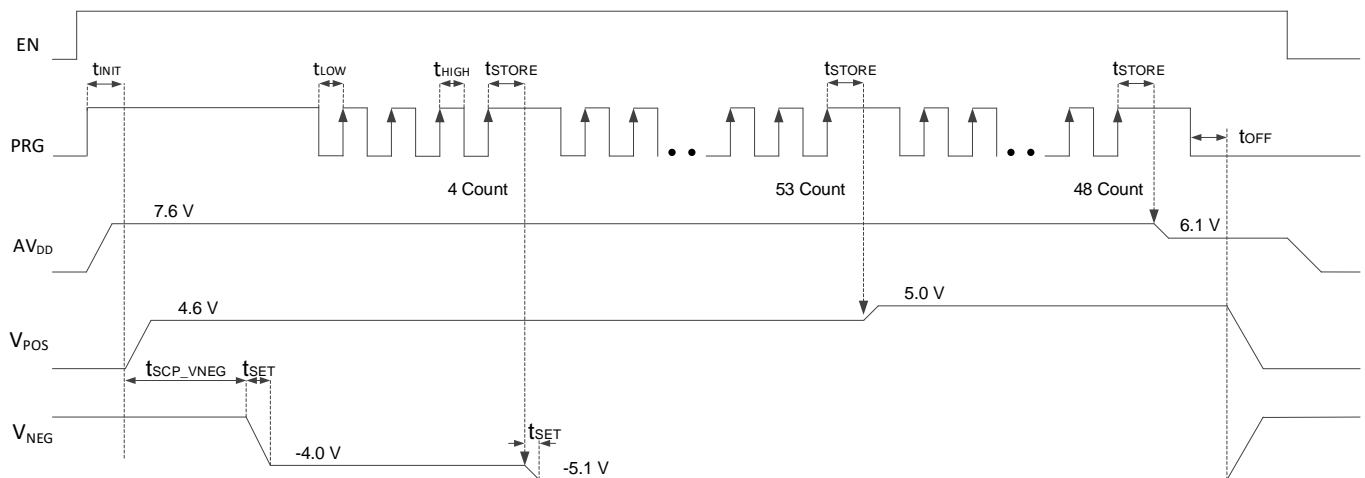 EN
tINIT
tLOW
tHIGH
tSTORE
tSTORE
tSTORE
PRG
tOFF
4 Count
53 Count
48 Count
7.6 V
6.1 V
AVDD
4.6 V
5.0 V
VPOS
tSCP_VNEG
tSET
VNEG
tSET
-4.0 V
-5.1 V